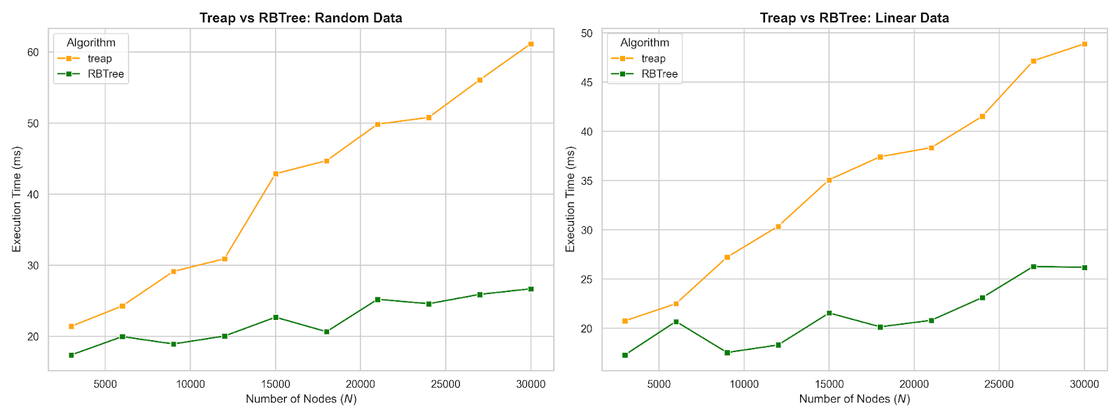 Treap vs RBTree: Random Data
Execution Time (ms)
60
50
40
30
20
Algorithm
treap
RBTree
5000
10000
15000
20000
25000
30000
Number of Nodes (N)
Treap vs RBTree: Linear Data
Execution Time (ms)
50
45
40
35
30
25
20
Algorithm
treap
RBTree
5000
10000
15000
20000
25000
30000
Number of Nodes (N)